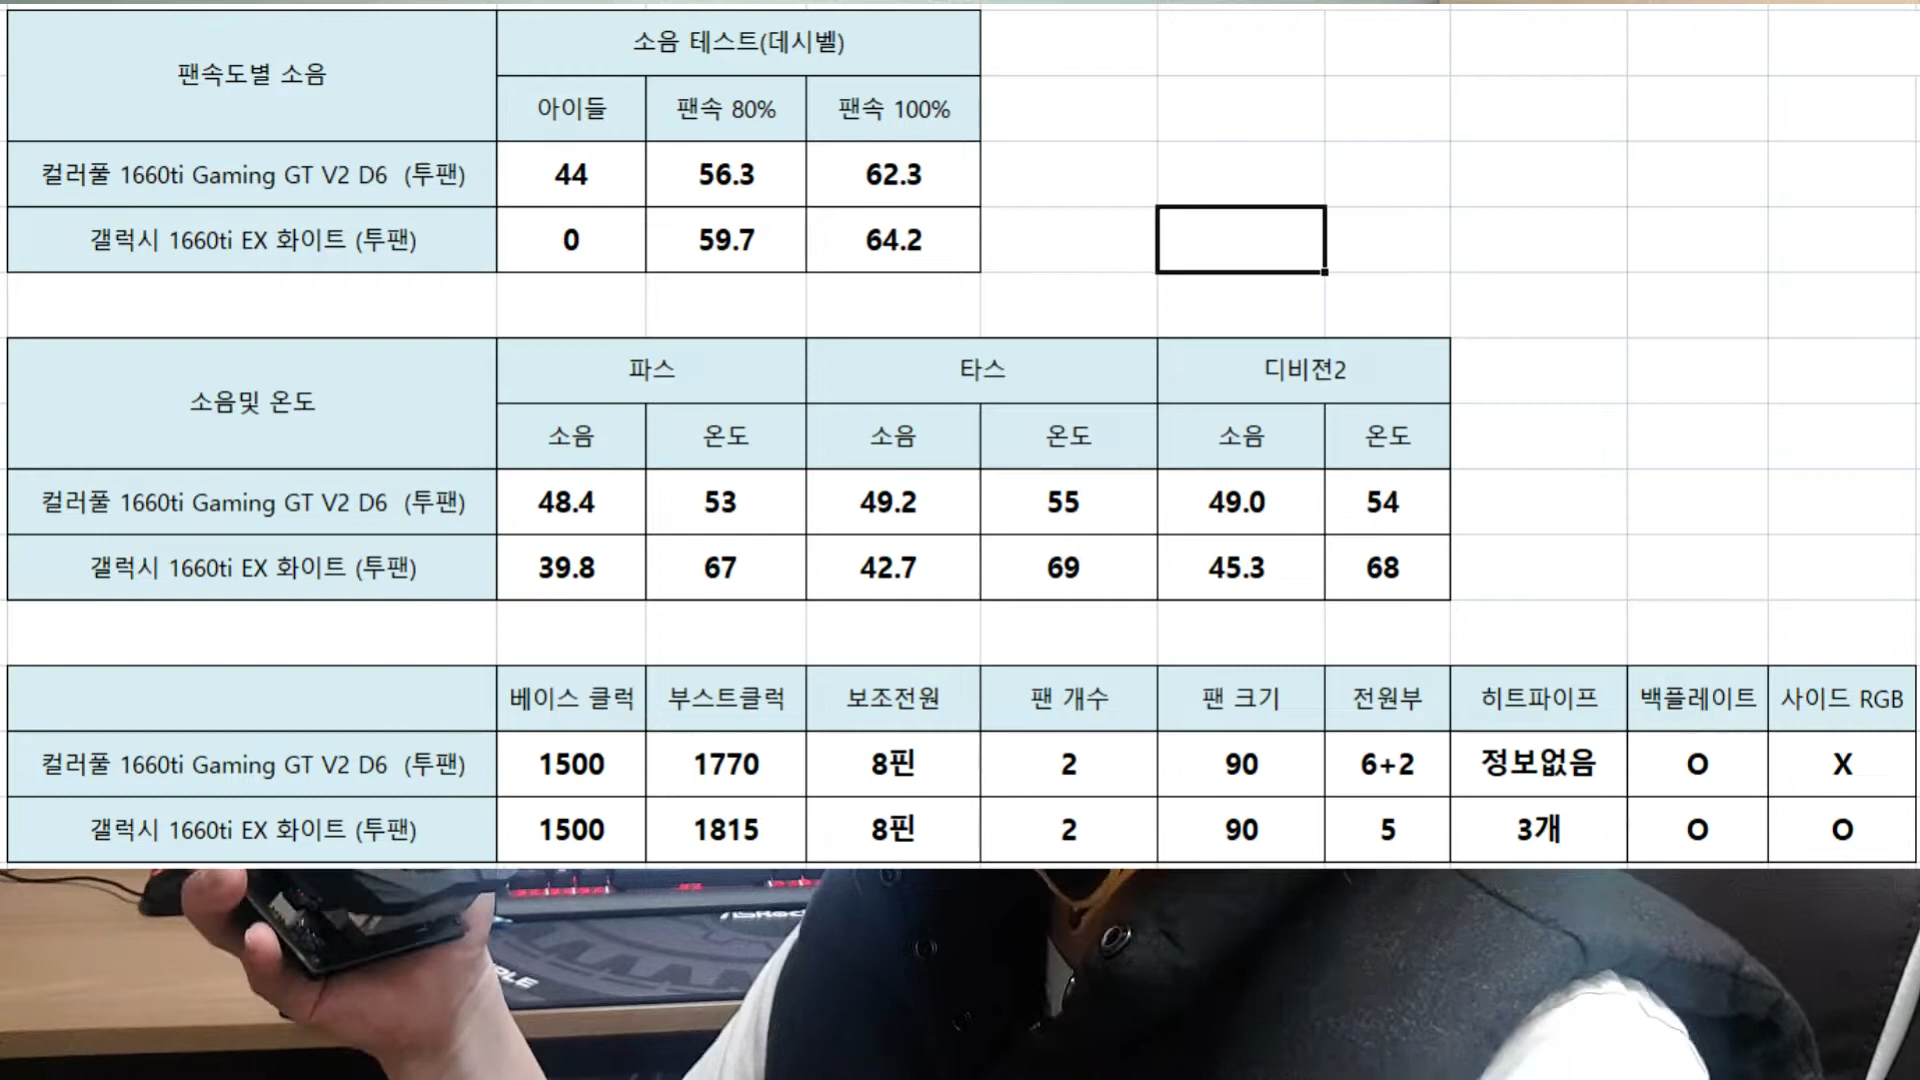 팬속도별 소음 소음 테스트(데시벨)
아이들 팬속 80% 팬속 100%
컬러풀 1660ti Gaming GT V2 D6 (투팬) 44 56.3 62.3
갤럭시 1660ti EX 화이트 (투팬) 0 59.7 64.2
소음및 온도 파스 타스 디비젼2
소음 온도 소음 온도 소음 온도
컬러풀 1660ti Gaming GT V2 D6 (투팬) 48.4 53 49.2 55 49.0 54
갤럭시 1660ti EX 화이트 (투팬) 39.8 67 42.7 69 45.3 68
베이스 클럭 부스트클럭 보조전원 팬 개수 팬 크기 전원부 히트파이프 백플레이트 사이드 RGB
컬러풀 1660ti Gaming GT V2 D6 (투팬) 1500 1770 8핀 2 90 6+2 정보없음 O X
갤럭시 1660ti EX 화이트 (투팬) 1500 1815 8핀 2 90 5 3개 O O